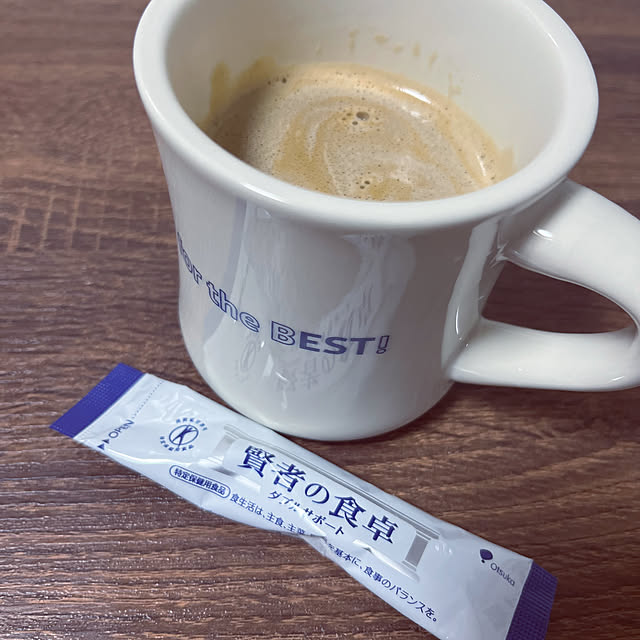 for the BEST!
OPEN
賢者の食卓
ダブルサポート
特定保健用食品
食生活は、主食、主菜 を基本に、食事のバランスを。
Otsuka